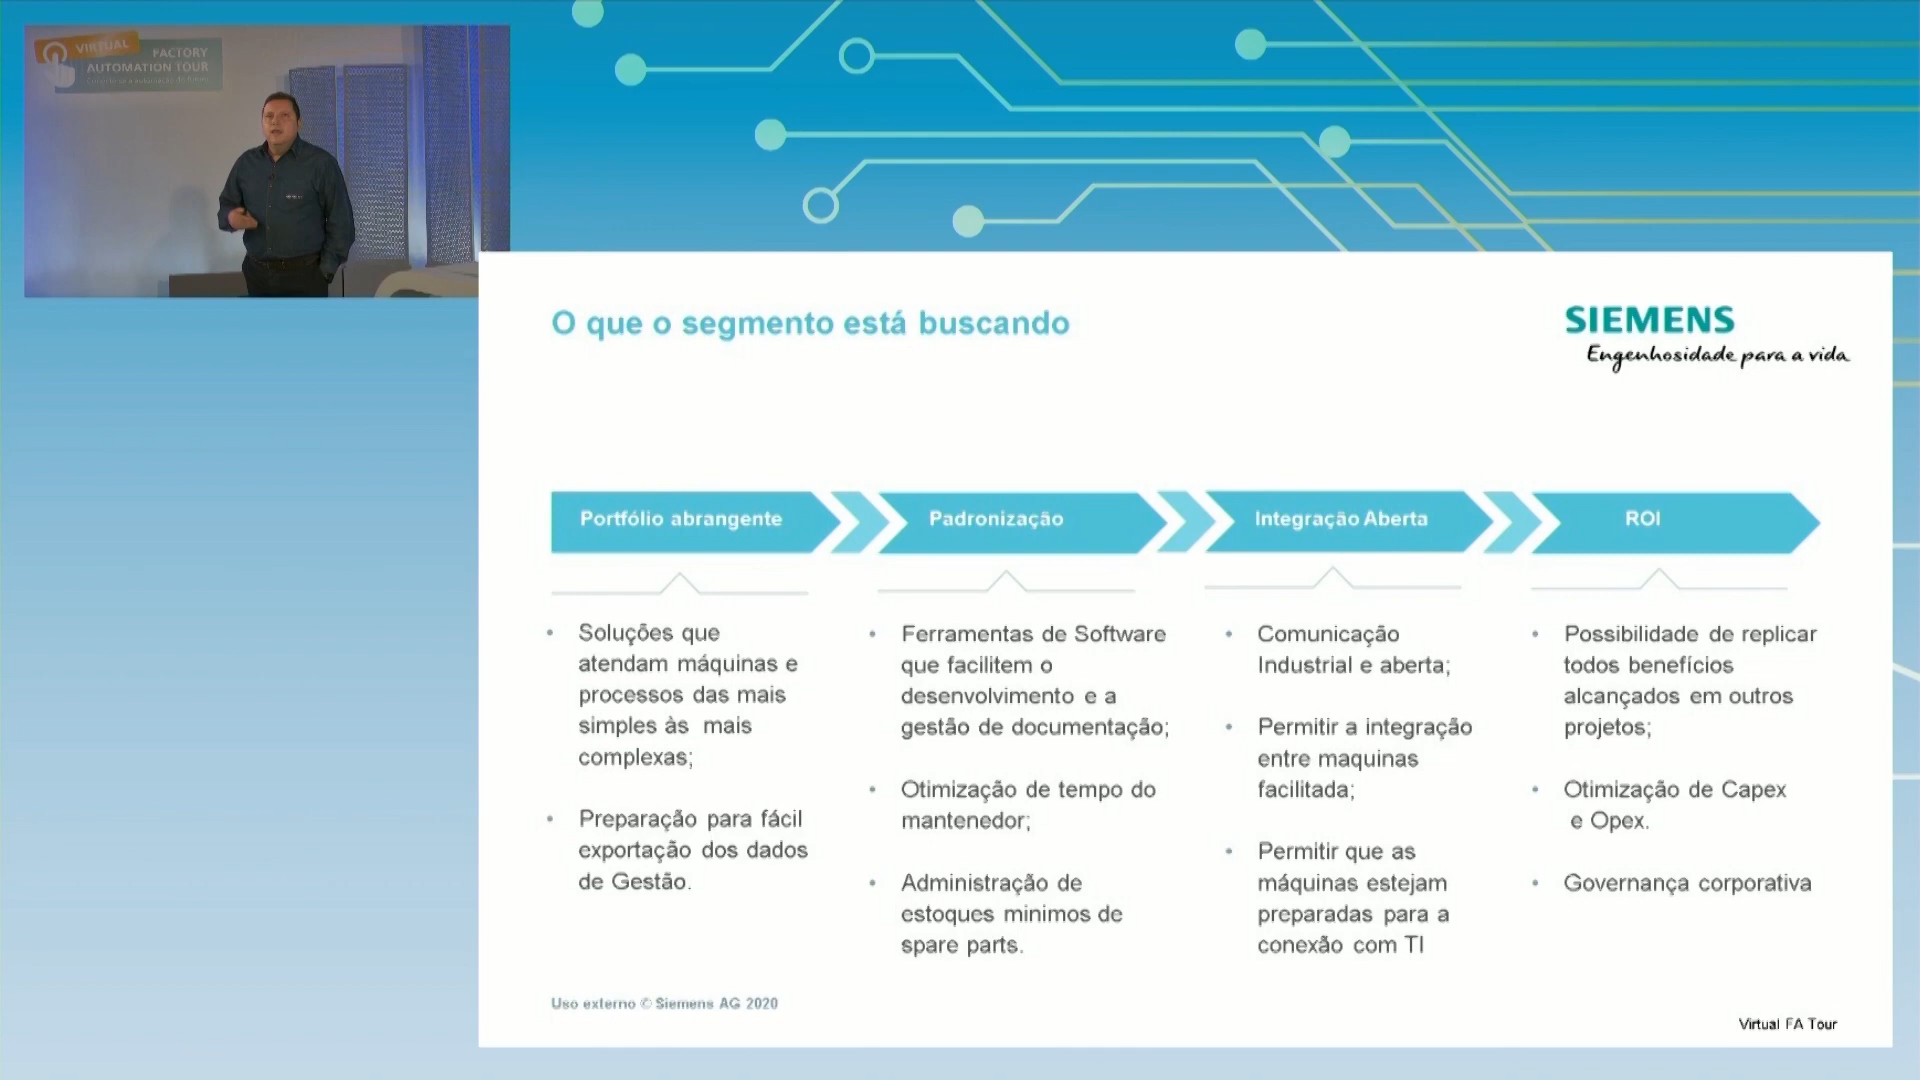 VIRTUAL
FACTORY
AUTOMATION TOUR
O que o segmento está buscando
SIEMENS
Engenhosidade para a vida
Portfólio abrangente
Padronização
Integração Aberta
ROI
• Soluções que
atendam máquinas e
processos das mais
simples às mais
complexas;
• Preparação para fácil
exportação dos dados
de Gestão.
• Ferramentas de Software
que facilitem o
desenvolvimento e a
gestão de documentação;
• Otimização de tempo do
mantenedor;
• Administração de
estoques minimos de
spare parts.
• Comunicação
Industrial e aberta;
• Permitir a integração
entre maquinas
facilitada;
• Permitir que as
máquinas estejam
preparadas para a
conexão com TI
• Possibilidade de replicar
todos benefícios
alcançados em outros
projetos;
• Otimização de Capex
e Opex.
• Governança corporativa
Uso externo © Siemens AG 2020
Virtual FA Tour